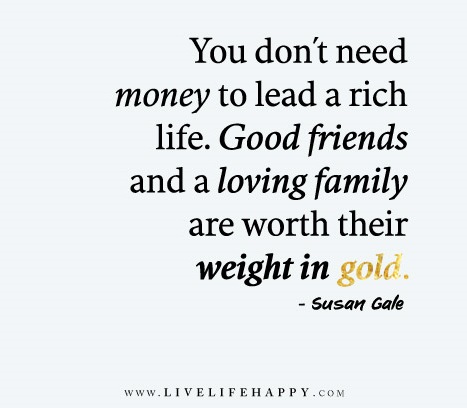 You don't need
money to lead a rich
life. Good friends
and a loving family
are worth their
weight in gold.
- Susan Gale
WWW.LIVELIFEHAPPY.COM